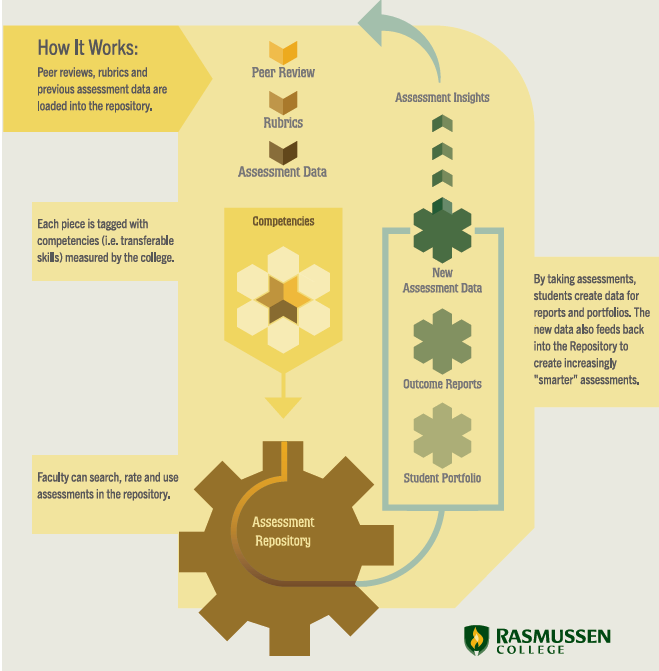 How It Works:
Peer reviews, rubrics and
previous assessment data are
loaded into the repository.
Peer Review
Rubrics
Assessment Data
Each piece is tagged with
competencies (i.e. transferable
skills) measured by the college.
Competencies
Faculty can search, rate and use
assessments in the repository.
Assessment
Repository
Assessment Insights
New
Assessment Data
Outcome Reports
Student Portfolio
By taking assessments,
students create data for
reports and portfolios. The
new data also feeds back
into the Repository to
create increasingly
"smarter" assessments.
RASMUSSEN
COLLEGE